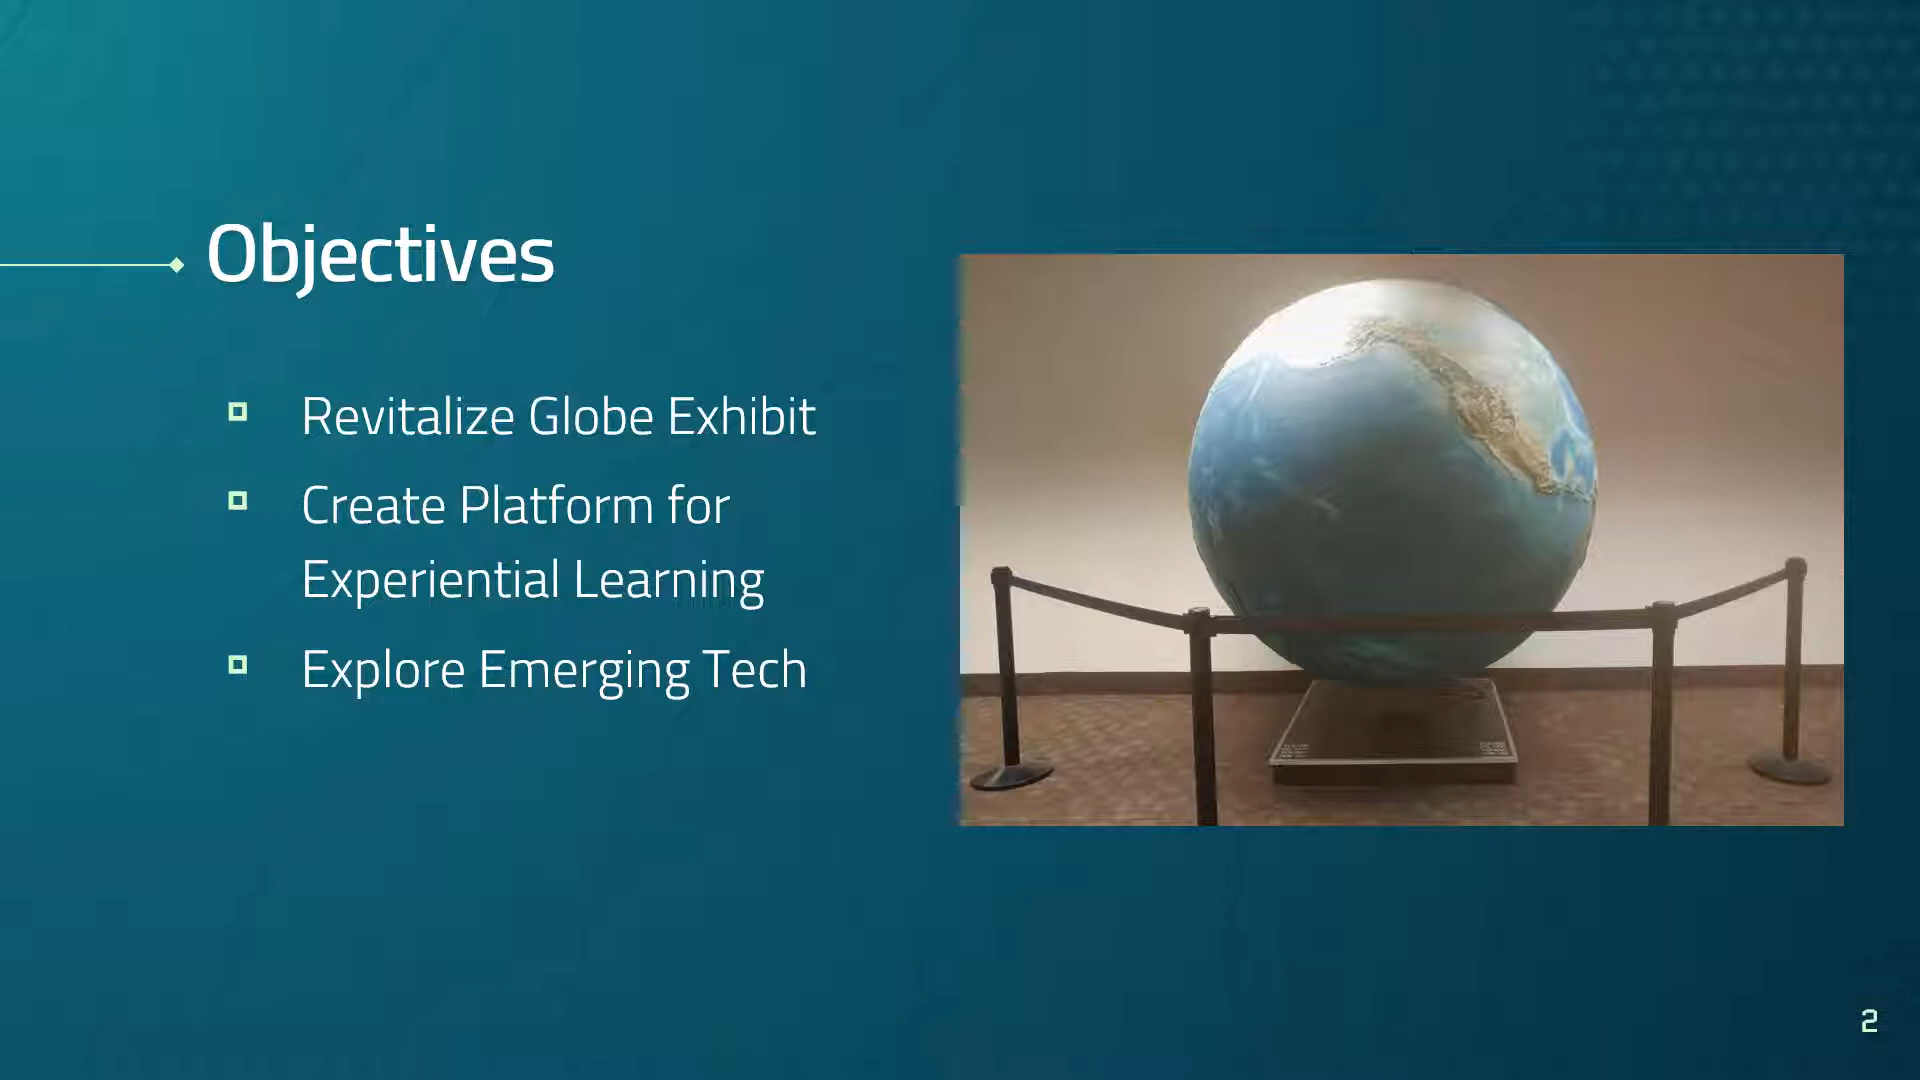 Objectives
Revitalize Globe Exhibit
Create Platform for
Experiential Learning
Explore Emerging Tech
2